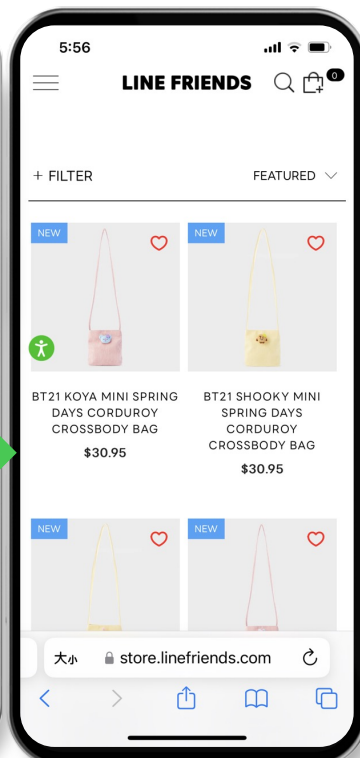 5:56
LINE FRIENDS
0
+ FILTER
FEATURED
NEW
NEW
BT21 KOYA MINI SPRING
DAYS CORDUROY
CROSSBODY BAG
$30.95
BT21 SHOOKY MINI
SPRING DAYS
CORDUROY
CROSSBODY BAG
$30.95
NEW
NEW
大小
store.linefriends.com